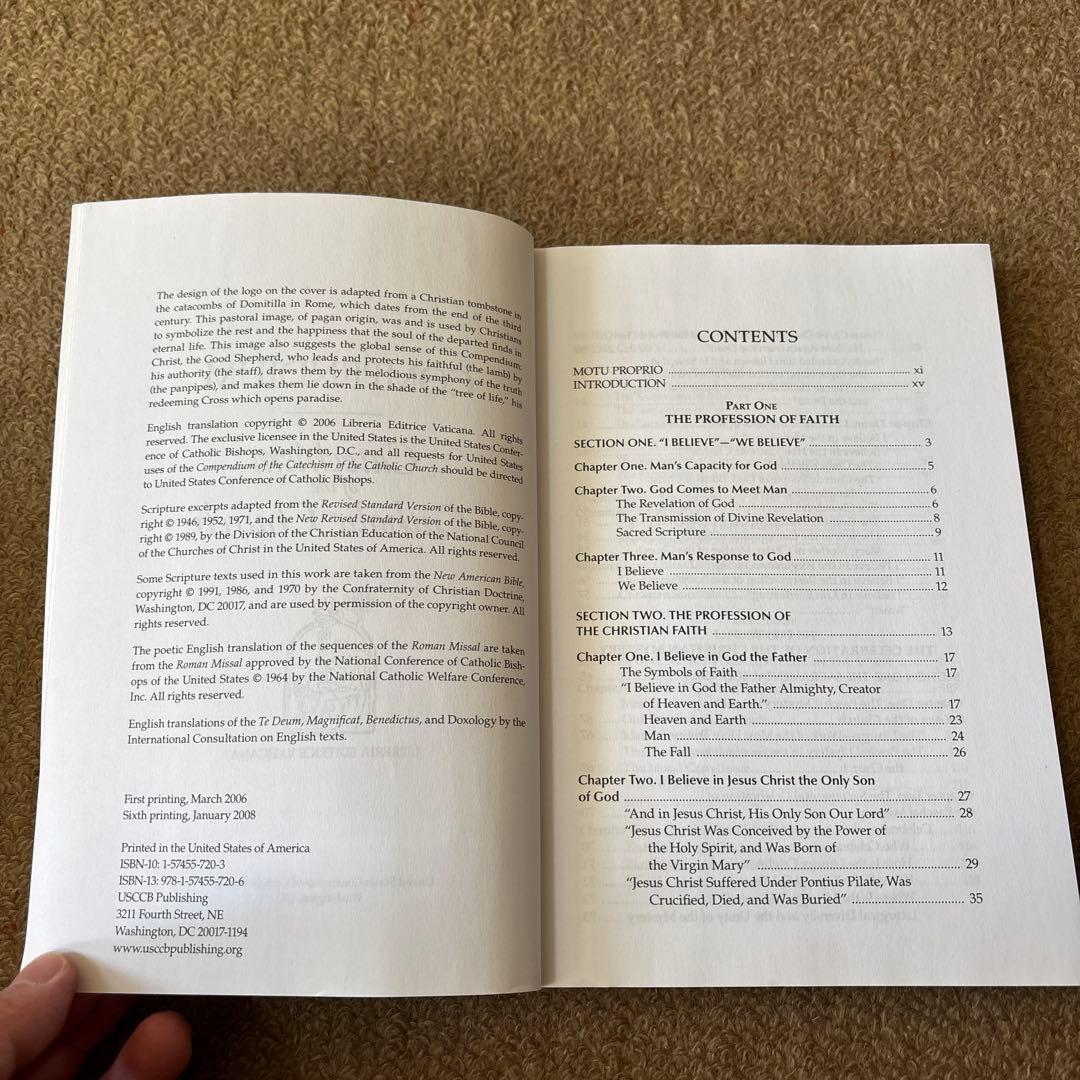 The design of the logo on the cover is adapted from a Christian tombstone in
the catacombs of Domitilla in Rome, which dates from the end of the third
century. This pastoral image, of pagan origin, was and is used by Christians
to symbolize the rest and the happiness that the soul of the departed finds in
eternal life. This image also suggests the global sense of this Compendium:
Christ, the Good Shepherd, who leads and protects his faithful (the lamb) by
his authority (the staff), draws them by the melodious symphony of the truth
(the panpipes), and makes them lie down in the shade of the "tree of life," his
redeeming Cross which opens paradise.
English translation copyright © 2006 Libreria Editrice Vaticana. All rights
reserved. The exclusive licensee in the United States is the United States Confer-
ence of Catholic Bishops, Washington, D.C., and all requests for United States
uses of the Compendium of the Catechism of the Catholic Church should be directed
to United States Conference of Catholic Bishops.
Scripture excerpts adapted from the Revised Standard Version of the Bible, copy-
right © 1946, 1952, 1971, and the New Revised Standard Version of the Bible, copy-
right © 1989, by the Division of Christian Education of the National Council
of the Churches of Christ in the United States of America. All rights reserved.
Some Scripture texts used in this work are taken from the New American Bible,
copyright © 1991, 1986, and 1970 by the Confraternity of Christian Doctrine,
Washington, DC 20017, and are used by permission of the copyright owner. All
rights reserved.
The poetic English translation of the sequences of the Roman Missal are taken
from the Roman Missal approved by the National Conference of Catholic Bish-
ops of the United States © 1964 by the National Catholic Welfare Conference,
Inc. All rights reserved.
English translations of the Te Deum, Magnificat, Benedictus, and Doxology by the
International Consultation on English texts.
First printing, March 2006
Sixth printing, January 2008
Printed in the United States of America
ISBN-10: 1-57455-720-3
ISBN-13: 978-1-57455-720-6
USCCB Publishing
3211 Fourth Street, NE
Washington, DC 20017-1194
www.usccbpublishing.org
CONTENTS
MOTU PROPRIO xi
INTRODUCTION xv
PART ONE
THE PROFESSION OF FAITH
SECTION ONE. "I BELIEVE"—"WE BELIEVE" 3
Chapter One. Man's Capacity for God 5
Chapter Two. God Comes to Meet Man 6
The Revelation of God 6
The Transmission of Divine Revelation 8
Sacred Scripture 9
Chapter Three. Man's Response to God 11
I Believe 11
We Believe 12
SECTION TWO. THE PROFESSION OF
THE CHRISTIAN FAITH 13
Chapter One. I Believe in God the Father 17
The Symbols of Faith 17
"I Believe in God the Father Almighty, Creator
of Heaven and Earth." 17
Heaven and Earth 23
Man 24
The Fall 26
Chapter Two. I Believe in Jesus Christ the Only Son
of God 27
"And in Jesus Christ, His Only Son Our Lord" 28
"Jesus Christ Was Conceived by the Power of
the Holy Spirit, and Was Born of
the Virgin Mary" 29
"Jesus Christ Suffered Under Pontius Pilate, Was
Crucified, Died, and Was Buried" 35